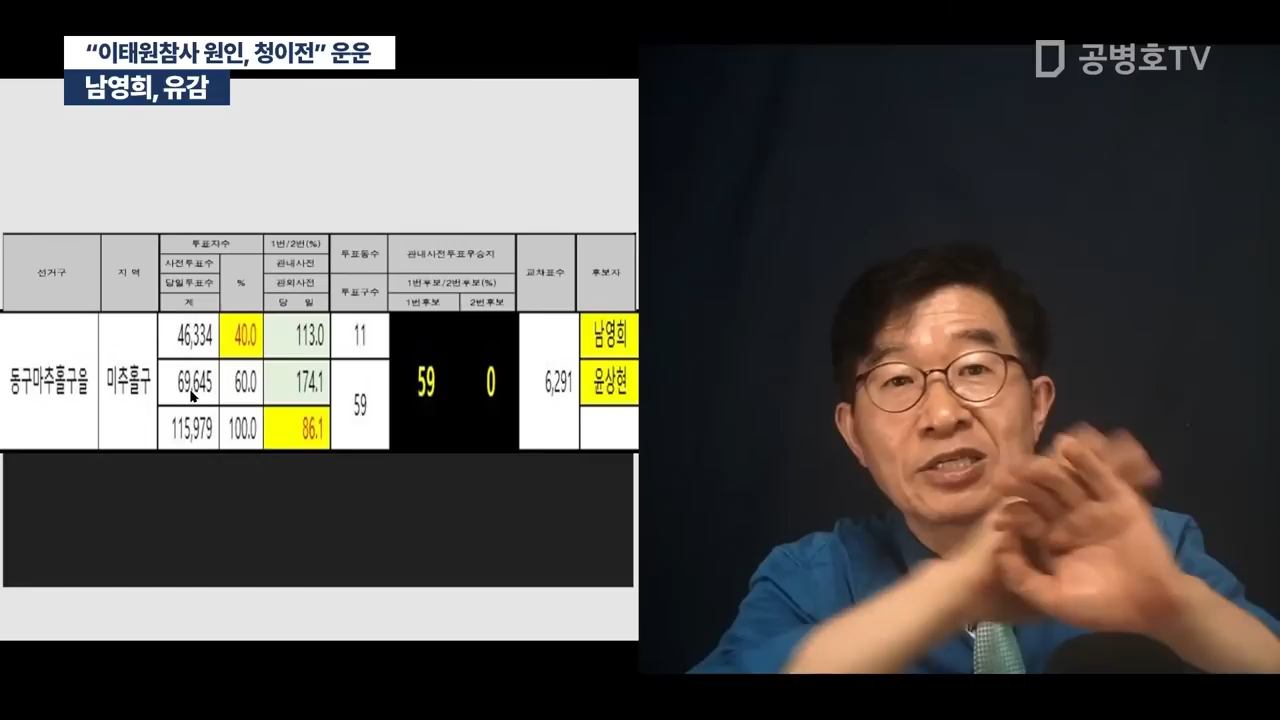 “이태원참사 원인, 청이전” 운운
남영희, 유감
공병호TV
선거구 지 역 투표자수 1번/2번(%) 투표동수 관내사전투표우승지 교차표수 후보자
사전투표수 % 관내사전
당일투표수 관외사전 투표구수 1번후보/2번후보(%)
계 당 일 1번후보 2번후보
동구미추홀구을 미추홀구 46,334 40.0 113.0 11 59 0 6,291 남영희
69,645 60.0 174.1 59 윤상현
115,979 100.0 86.1